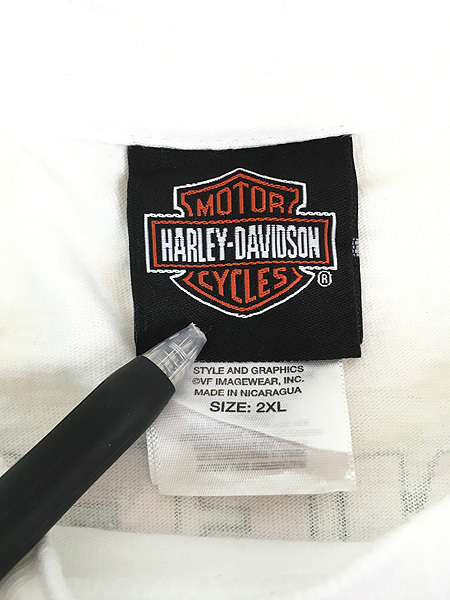 MOTOR
HARLEY-DAVIDSON
CYCLES
®
STYLE AND GRAPHICS
©VF IMAGEWEAR, INC.
MADE IN NICARAGUA
SIZE: 2XL